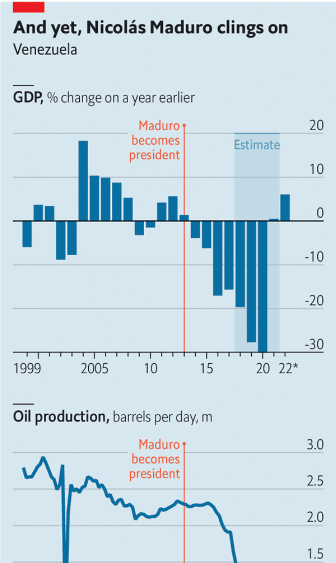 And yet, Nicolás Maduro clings on
Venezuela
GDP, % change on a year earlier
Maduro
becomes
president
Estimate
20
10
0
-10
-20
-30
1999 2005 10 15 20 22*
Oil production, barrels per day, m
Maduro
becomes
president
3.0
2.5
2.0
1.5